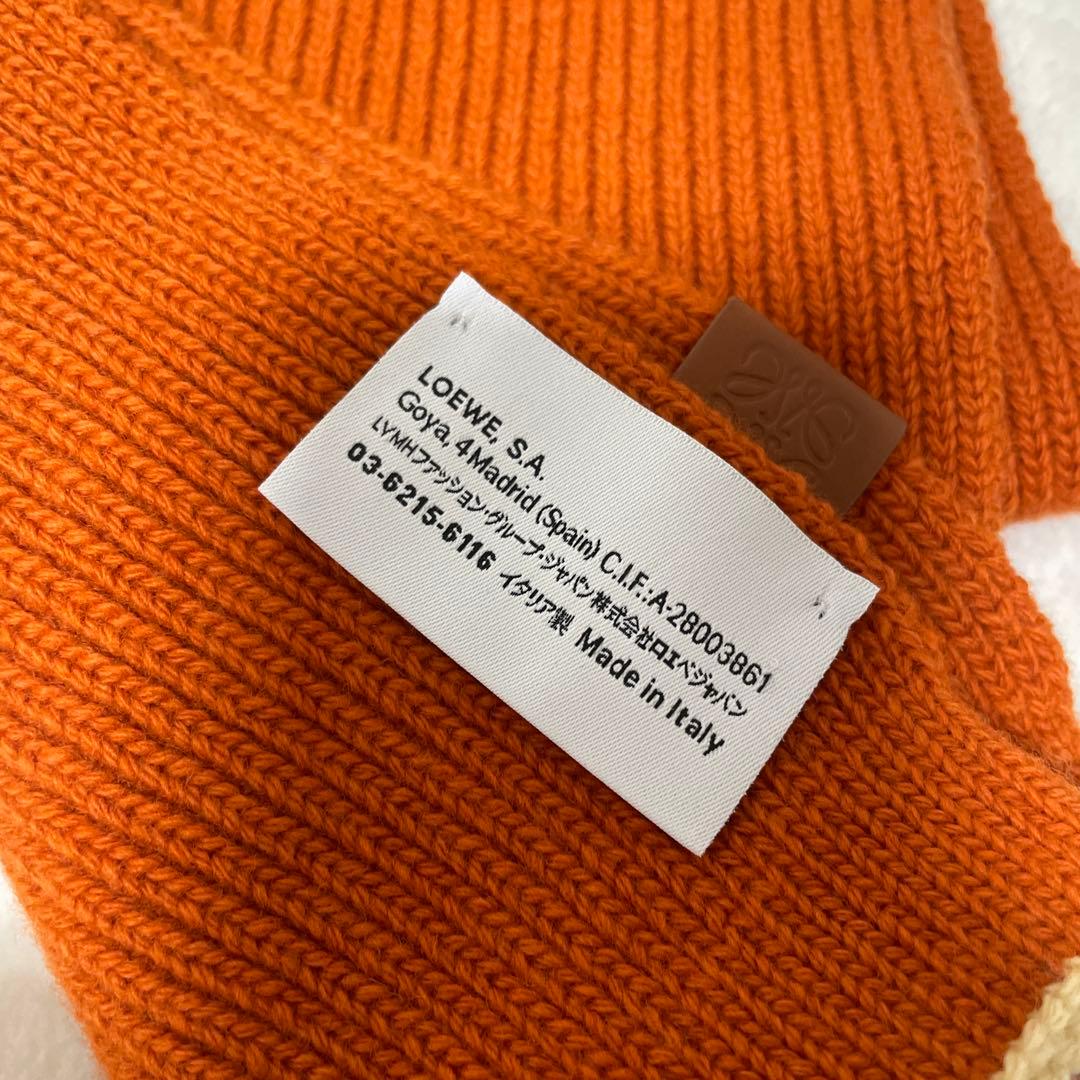 LOEWE, S.A.
Goya, 4 Madrid (Spain) C.I.F.:A-28003861
LVMHファッション・グループ・ジャパン株式会社ロエベジャパン
03-6215-6116 イタリア製 Made in Italy